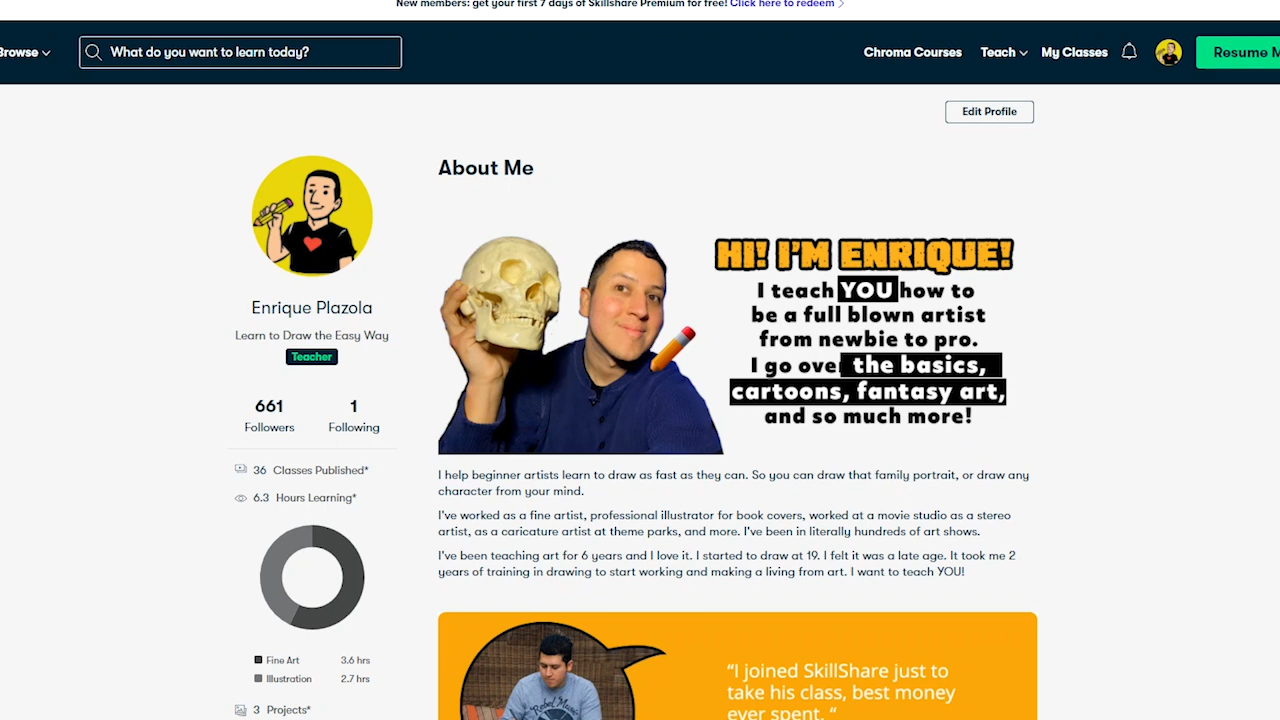 New members: get your first 7 days of Skillshare Premium for free! Click here to redeem
Browse
What do you want to learn today?
Chroma Courses
Teach
My Classes
Resume M
Edit Profile
Enrique Plazola
Learn to Draw the Easy Way
Teacher
661
Followers
1
Following
36 Classes Published*
6.3 Hours Learning*
Fine Art 3.6 hrs
Illustration 2.7 hrs
3 Projects*
About Me
HI! I'M ENRIQUE!
I teach YOU how to
be a full blown artist
from newbie to pro.
I go over the basics,
cartoons, fantasy art,
and so much more!
I help beginner artists learn to draw as fast as they can. So you can draw that family portrait, or draw any
character from your mind.
I've worked as a fine artist, professional illustrator for book covers, worked at a movie studio as a stereo
artist, as a caricature artist at theme parks, and more. I've been in literally hundreds of art shows.
I've been teaching art for 6 years and I love it. I started to draw at 19. I felt it was a late age. It took me 2
years of training in drawing to start working and making a living from art. I want to teach YOU!
“I joined SkillShare just to
take his class, best money
ever spent. “